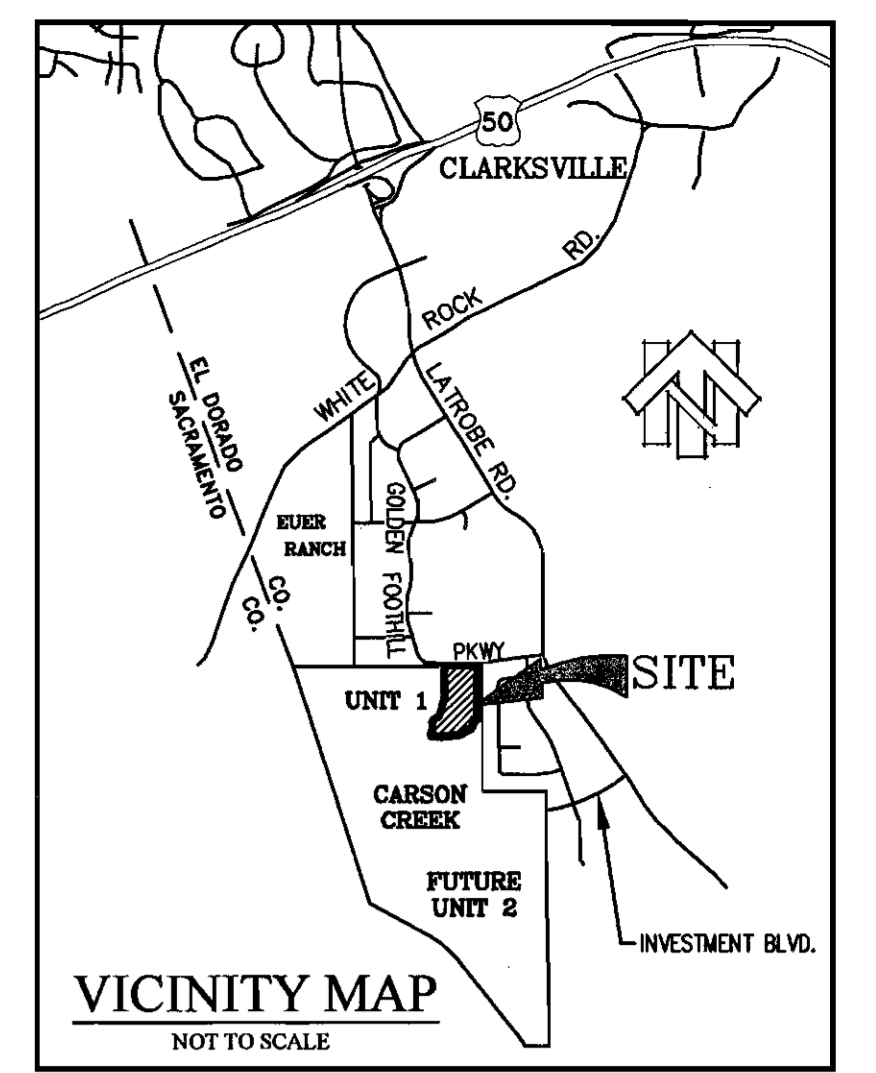 50
CLARKSVILLE
WHITE ROCK RD.
LATROBE RD.
EL DORADO CO.
SACRAMENTO CO.
EUER
RANCH
GOLDEN FOOTHILL PKWY
SITE
UNIT 1
CARSON
CREEK
FUTURE
UNIT 2
INVESTMENT BLVD.
VICINITY MAP
NOT TO SCALE
N